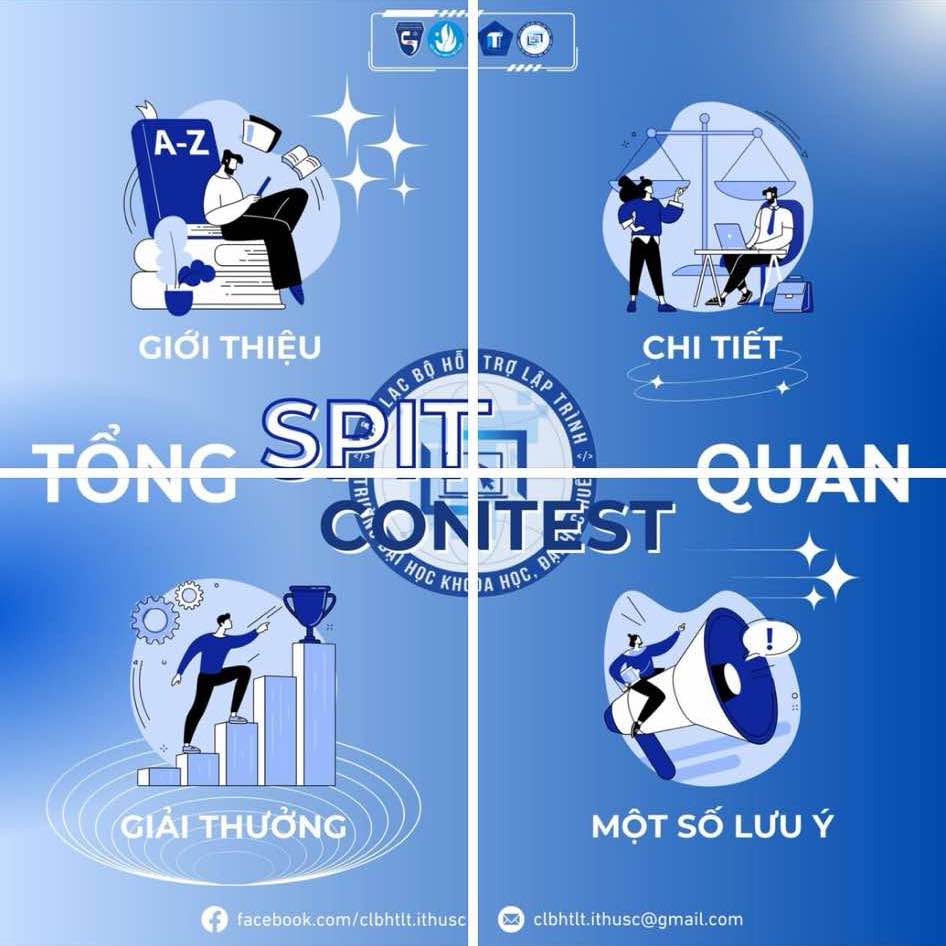 A-Z
GIỚI THIỆU
CHI TIẾT
LẠC BỘ HỖ TRỢ LẬP TRÌNH
TỔNG
SPIT
QUAN
</>
CONTEST
TRƯỜNG ĐẠI HỌC KHOA HỌC, ĐẠI HỌC HUẾ
!
GIẢI THƯỞNG
MỘT SỐ LƯU Ý
facebook.com/clbhtlt.ithusc
clbhtlt.ithusc@gmail.com